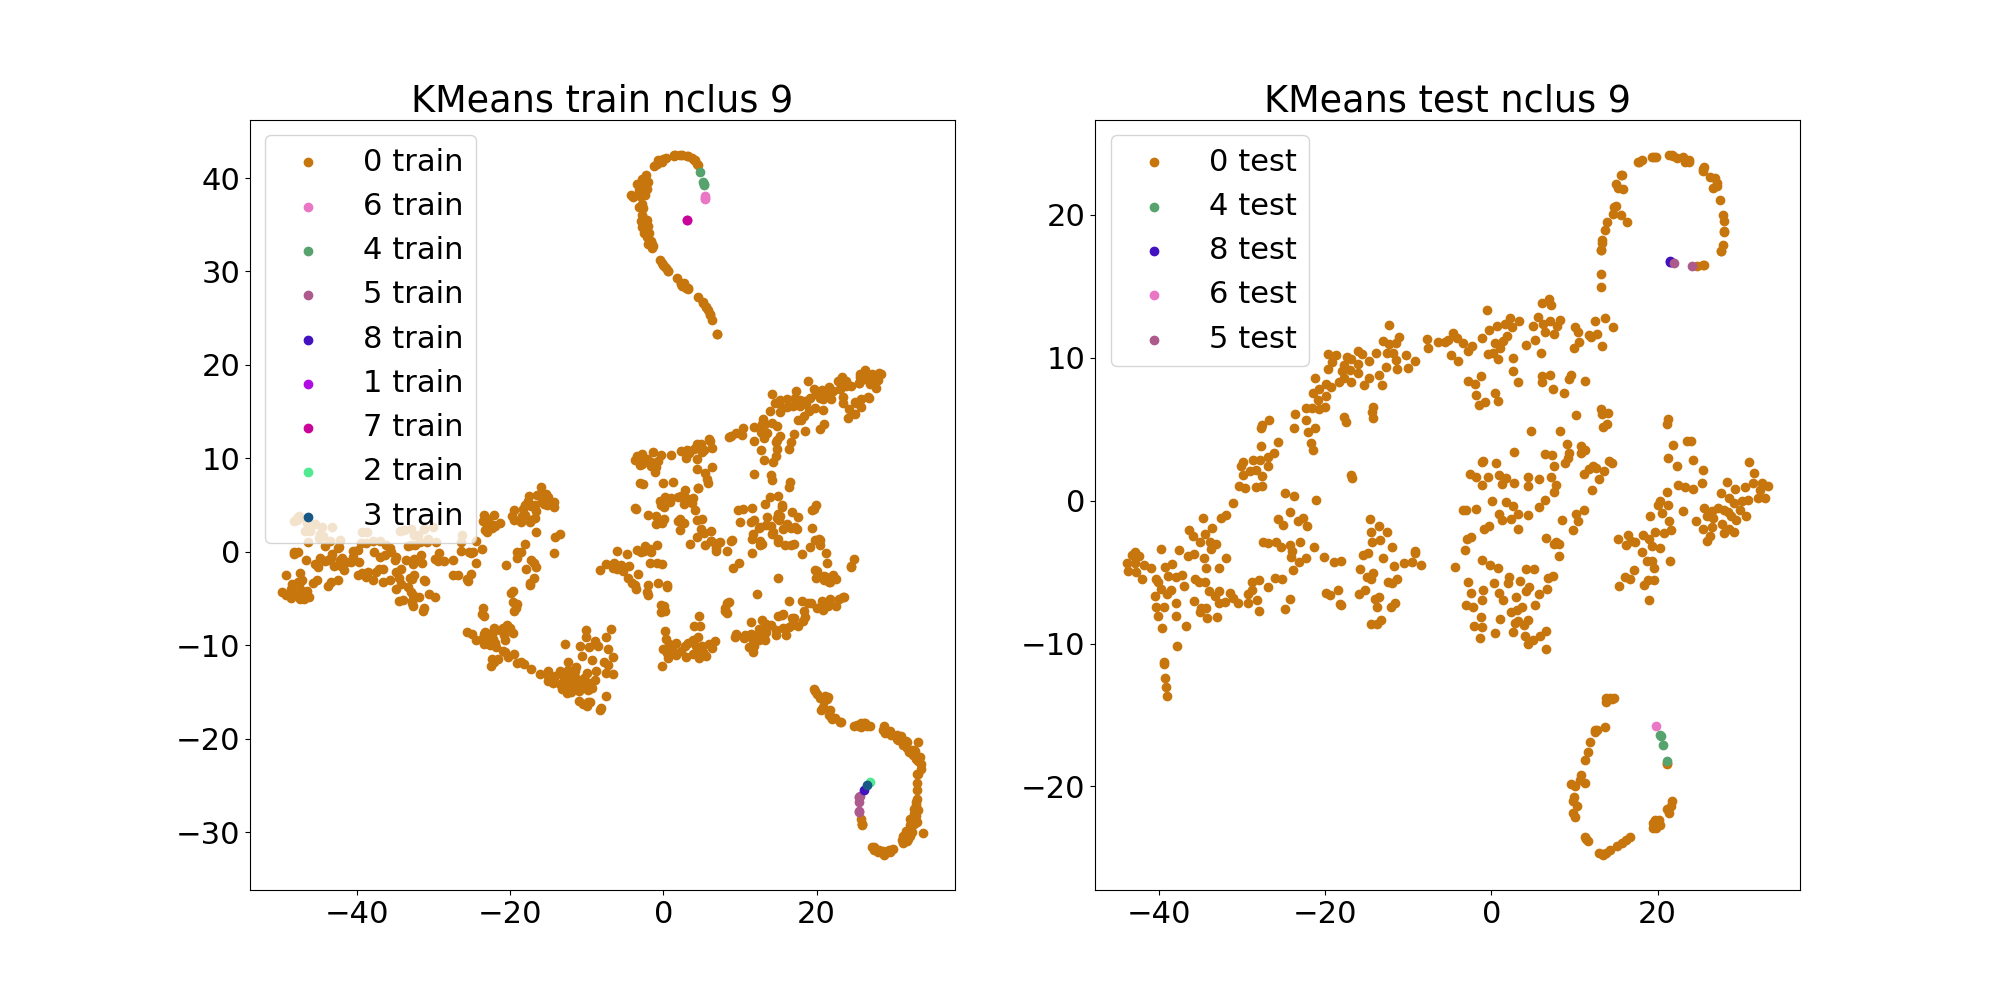 KMeans train nclus 9
KMeans test nclus 9
0 train
6 train
4 train
5 train
8 train
1 train
7 train
2 train
3 train
40
30
20
10
0
−10
−20
−30
−40
−20
0
20
0 test
4 test
8 test
6 test
5 test
20
10
0
−10
−20
−40
−20
0
20